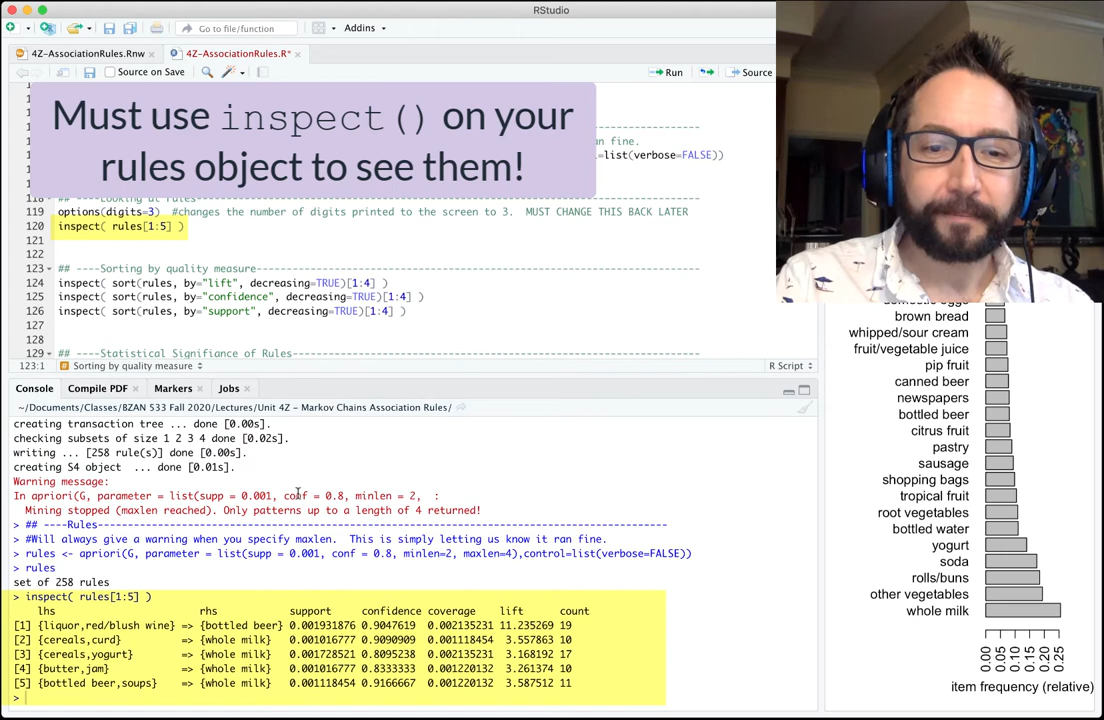 RStudio
Go to file/function
Addins
4Z-AssociationRules.Rnw
4Z-AssociationRules.R*
Source on Save
Run
Source
Must use inspect() on your
rules object to see them!
an fine.
list(verbose=FALSE))
118
## ----Looking at rules
119 options(digits=3) #changes the number of digits printed to the screen to 3. MUST CHANGE THIS BACK LATER
120 inspect( rules[1:5] )
121
122
123 ## ----Sorting by quality measure----
124 inspect( sort(rules, by="lift", decreasing=TRUE)[1:4] )
125 inspect( sort(rules, by="confidence", decreasing=TRUE)[1:4] )
126 inspect( sort(rules, by="support", decreasing=TRUE)[1:4] )
127
128
129 ## ----Statistical Signifiance of Rules----
123:1 Sorting by quality measure R Script
Console Compile PDF Markers Jobs
~/Documents/Classes/BZAN 533 Fall 2020/Lectures/Unit 4Z - Markov Chains Association Rules/
creating transaction tree ... done [0.00s].
checking subsets of size 1 2 3 4 done [0.02s].
writing ... [258 rule(s)] done [0.00s].
creating S4 object ... done [0.01s].
Warning message:
In apriori(G, parameter = list(supp = 0.001, conf = 0.8, minlen = 2, :
Mining stopped (maxlen reached). Only patterns up to a length of 4 returned!
> ## ----Rules----
> #Will always give a warning when you specify maxlen. This is simply letting us know it ran fine.
> rules <- apriori(G, parameter = list(supp = 0.001, conf = 0.8, minlen=2, maxlen=4),control=list(verbose=FALSE))
> rules
set of 258 rules
> inspect( rules[1:5] )
lhs rhs support confidence coverage lift count
[1] {liquor,red/blush wine} => {bottled beer} 0.001931876 0.9047619 0.002135231 11.235269 19
[2] {cereals,curd} => {whole milk} 0.001016777 0.9090909 0.001118454 3.557863 10
[3] {cereals,yogurt} => {whole milk} 0.001728521 0.8095238 0.002135231 3.168192 17
[4] {butter,jam} => {whole milk} 0.001016777 0.8333333 0.001220132 3.261374 10
[5] {bottled beer,soups} => {whole milk} 0.001118454 0.9166667 0.001220132 3.587512 11
>
domestic eggs
brown bread
whipped/sour cream
fruit/vegetable juice
pip fruit
canned beer
newspapers
bottled beer
citrus fruit
pastry
sausage
shopping bags
tropical fruit
root vegetables
bottled water
yogurt
soda
rolls/buns
other vegetables
whole milk
0.00 0.05 0.10 0.15 0.20 0.25
item frequency (relative)